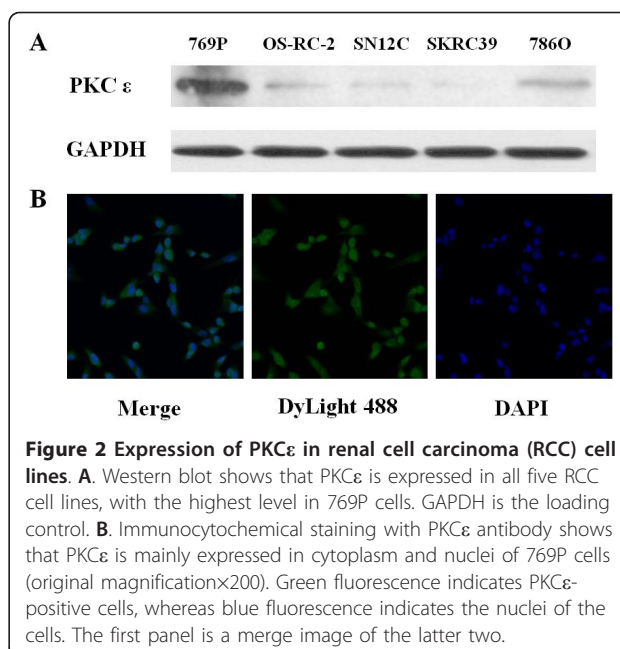 A
769P OS-RC-2 SN12C SKRC39 786O
PKC ε
GAPDH
B
Merge DyLight 488 DAPI
Figure 2 Expression of PKCε in renal cell carcinoma (RCC) cell
lines. A. Western blot shows that PKCε is expressed in all five RCC
cell lines, with the highest level in 769P cells. GAPDH is the loading
control. B. Immunocytochemical staining with PKCε antibody shows
that PKCε is mainly expressed in cytoplasm and nuclei of 769P cells
(original magnification×200). Green fluorescence indicates PKCε-
positive cells, whereas blue fluorescence indicates the nuclei of the
cells. The first panel is a merge image of the latter two.